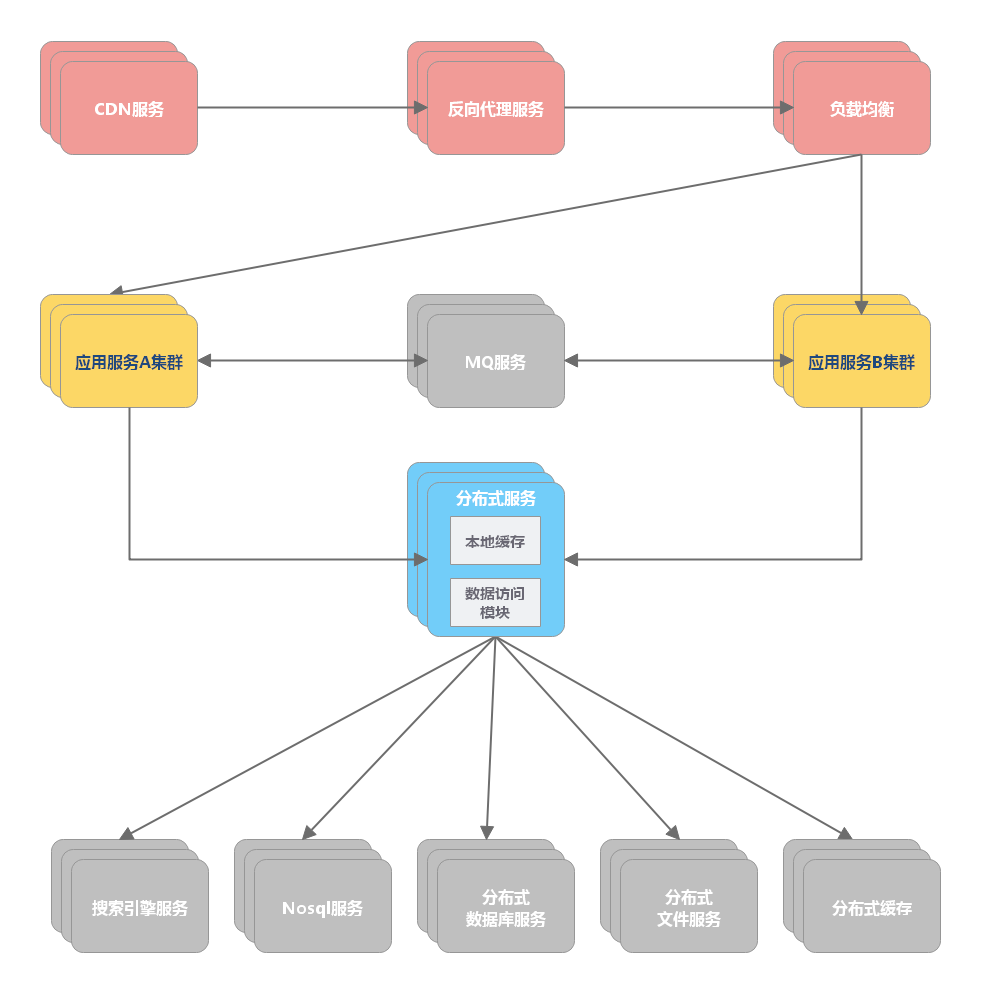 CDN服务
反向代理服务
负载均衡
应用服务A集群
MQ服务
应用服务B集群
分布式服务
本地缓存
数据访问
模块
搜索引擎服务
Nosql服务
分布式
数据库服务
分布式
文件服务
分布式缓存